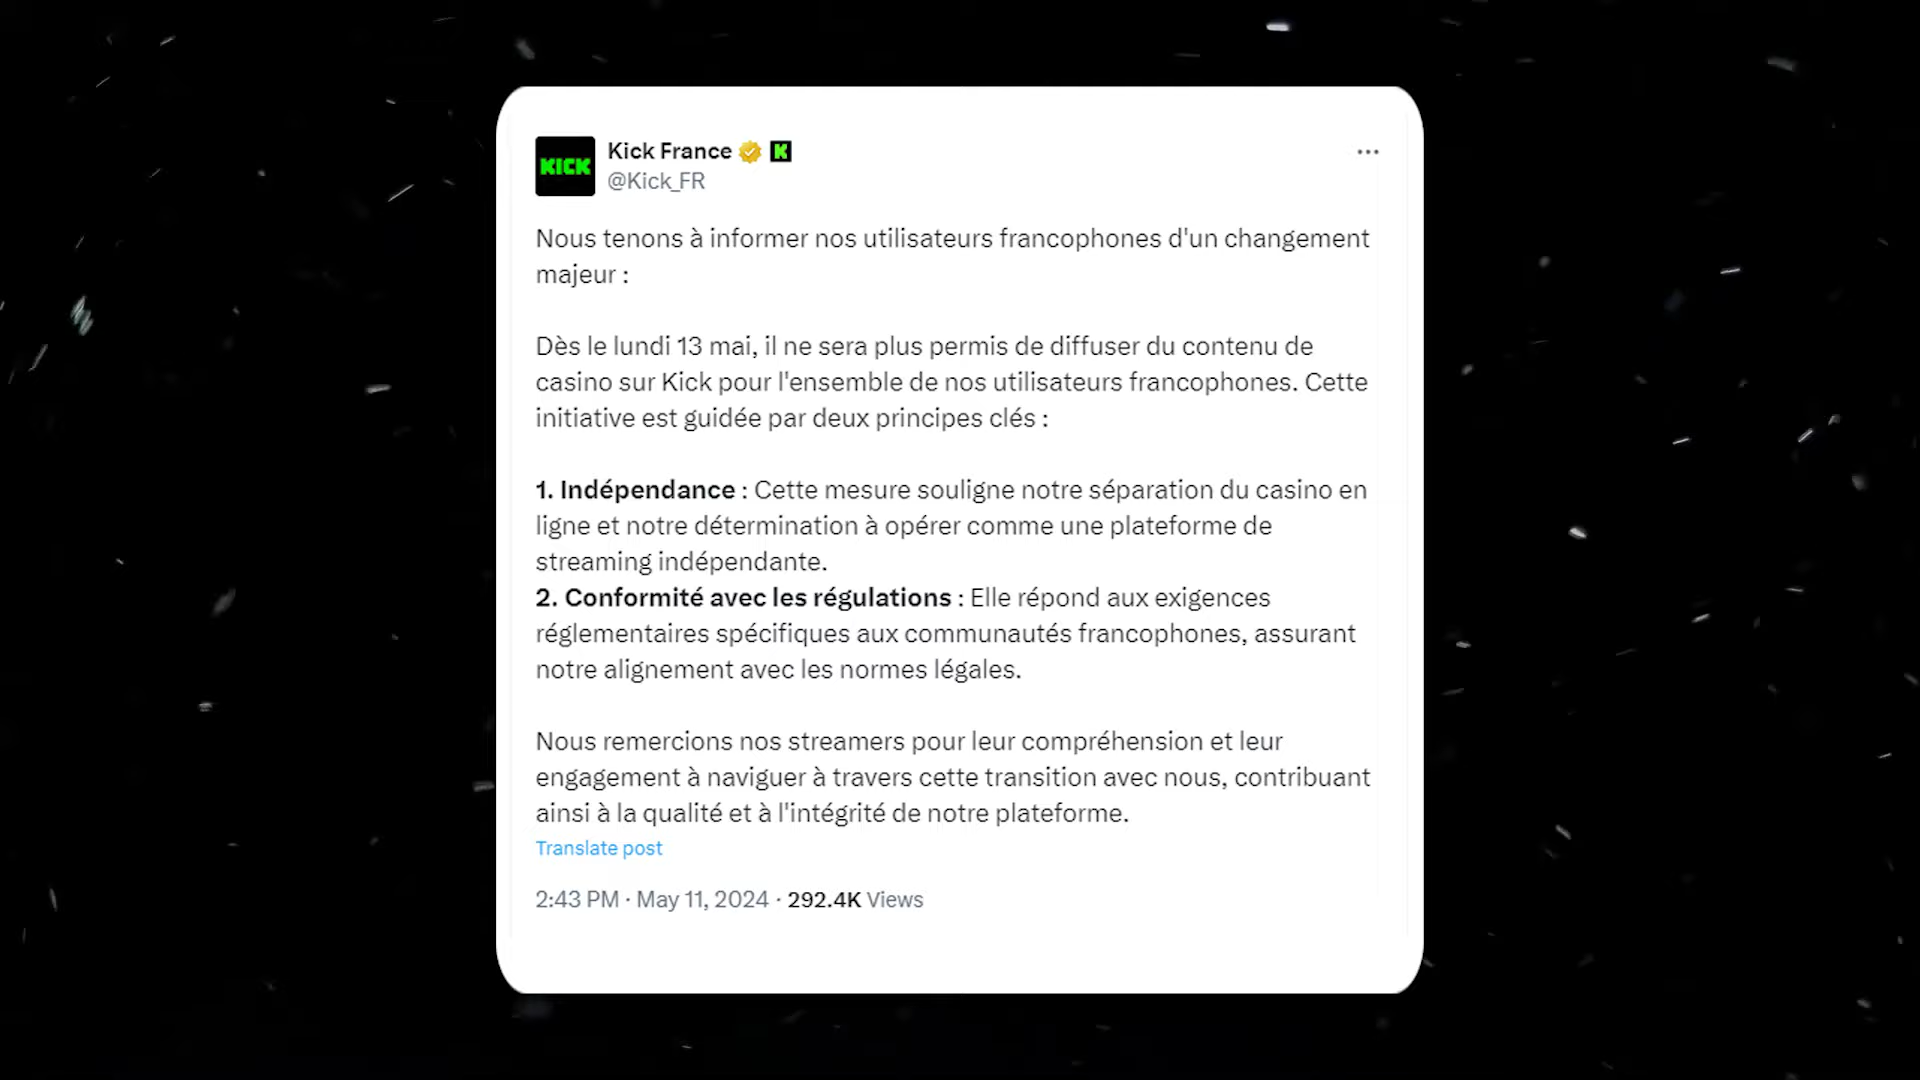 KICK
Kick France K
@Kick_FR
Nous tenons à informer nos utilisateurs francophones d'un changement
majeur :
Dès le lundi 13 mai, il ne sera plus permis de diffuser du contenu de
casino sur Kick pour l'ensemble de nos utilisateurs francophones. Cette
initiative est guidée par deux principes clés :
1. Indépendance : Cette mesure souligne notre séparation du casino en
ligne et notre détermination à opérer comme une plateforme de
streaming indépendante.
2. Conformité avec les régulations : Elle répond aux exigences
réglementaires spécifiques aux communautés francophones, assurant
notre alignement avec les normes légales.
Nous remercions nos streamers pour leur compréhension et leur
engagement à naviguer à travers cette transition avec nous, contribuant
ainsi à la qualité et à l'intégrité de notre plateforme.
Translate post
2:43 PM · May 11, 2024 · 292.4K Views